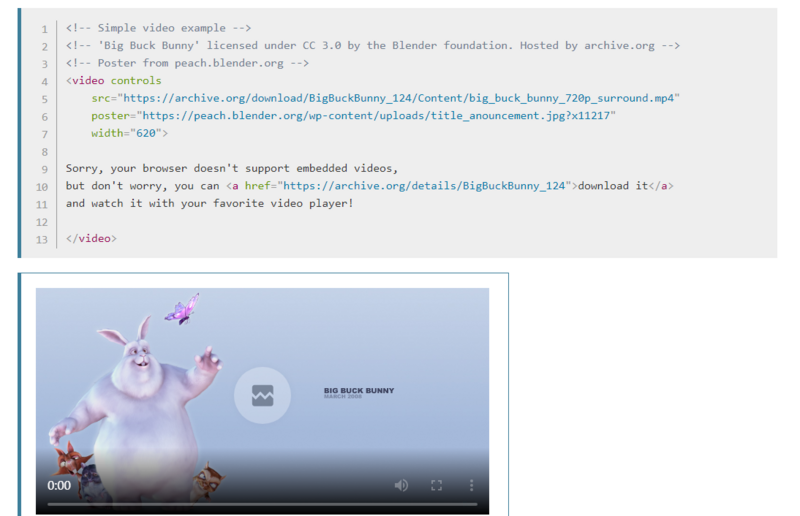 1 <!-- Simple video example -->
2 <!-- 'Big Buck Bunny' licensed under CC 3.0 by the Blender foundation. Hosted by archive.org -->
3 <!-- Poster from peach.blender.org -->
4 <video controls
5 src="https://archive.org/download/BigBuckBunny_124/Content/big_buck_bunny_720p_surround.mp4"
6 poster="https://peach.blender.org/wp-content/uploads/title_anouncement.jpg?x11217"
7 width="620">
8
9 Sorry, your browser doesn't support embedded videos,
10 but don't worry, you can <a href="https://archive.org/details/BigBuckBunny_124">download it</a>
11 and watch it with your favorite video player!
12
13 </video>
BIG BUCK BUNNY
MARCH 2008
0:00